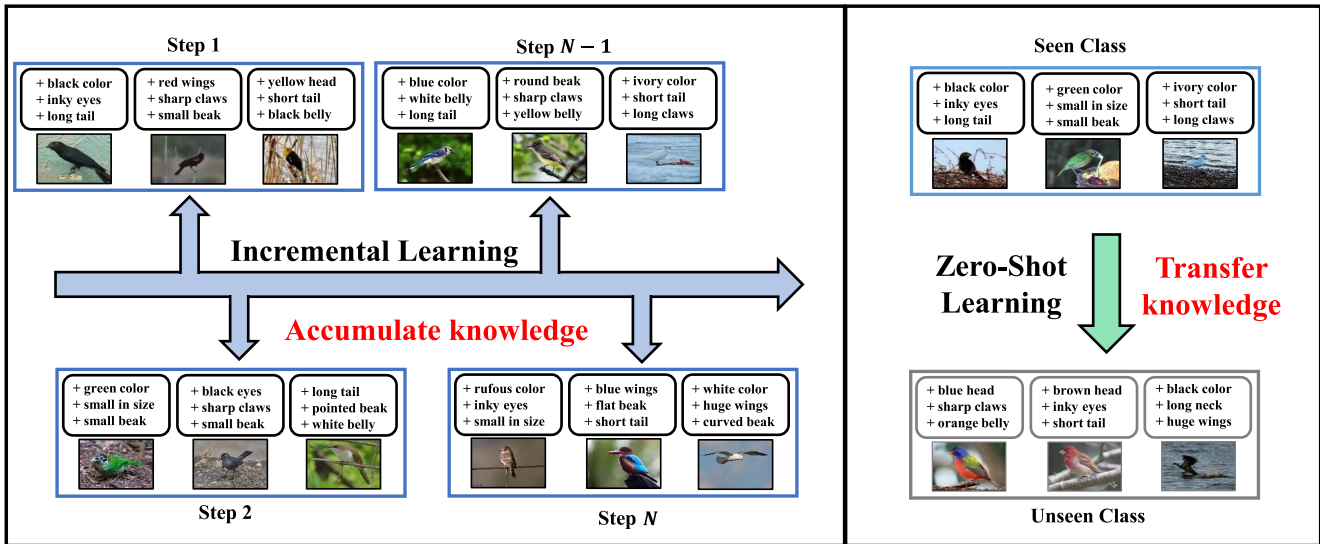 Step 1
+ black color
+ inky eyes
+ long tail
+ red wings
+ sharp claws
+ small beak
+ yellow head
+ short tail
+ black belly
Step N − 1
+ blue color
+ white belly
+ long tail
+ round beak
+ sharp claws
+ yellow belly
+ ivory color
+ short tail
+ long claws
Incremental Learning
Accumulate knowledge
+ green color
+ small in size
+ small beak
+ black eyes
+ sharp claws
+ small beak
+ long tail
+ pointed beak
+ white belly
Step 2
+ rufous color
+ inky eyes
+ small in size
+ blue wings
+ flat beak
+ short tail
+ white color
+ huge wings
+ curved beak
Step N
Seen Class
+ black color
+ inky eyes
+ long tail
+ green color
+ small in size
+ small beak
+ ivory color
+ short tail
+ long claws
Zero-Shot
Learning
Transfer
knowledge
+ blue head
+ sharp claws
+ orange belly
+ brown head
+ inky eyes
+ short tail
+ black color
+ long neck
+ huge wings
Unseen Class